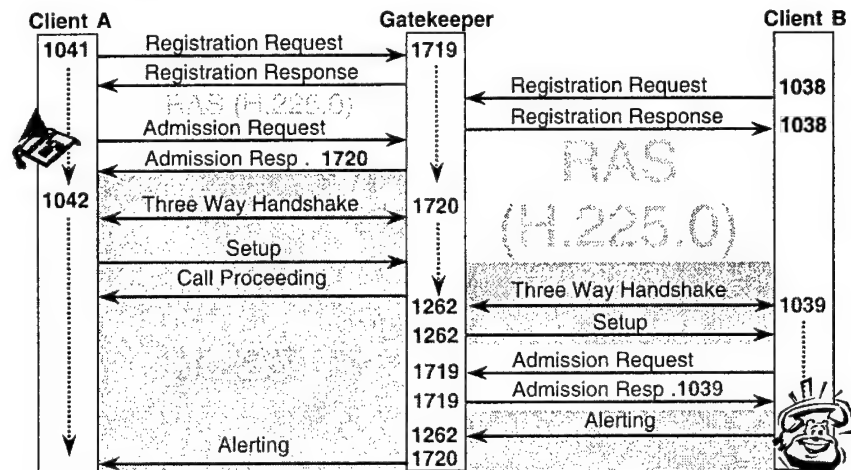 Client A Gatekeeper Client B
1041 Registration Request 1719
Registration Response Registration Request 1038
RAS (H.225.0)
Admission Request Registration Response 1038
Admission Resp . 1720
RAS
(H.225.0)
1042 Three Way Handshake 1720
Setup
Call Proceeding
1262 Three Way Handshake 1039
1262 Setup
1719 Admission Request
1719 Admission Resp .1039
Alerting
1262
Alerting 1720